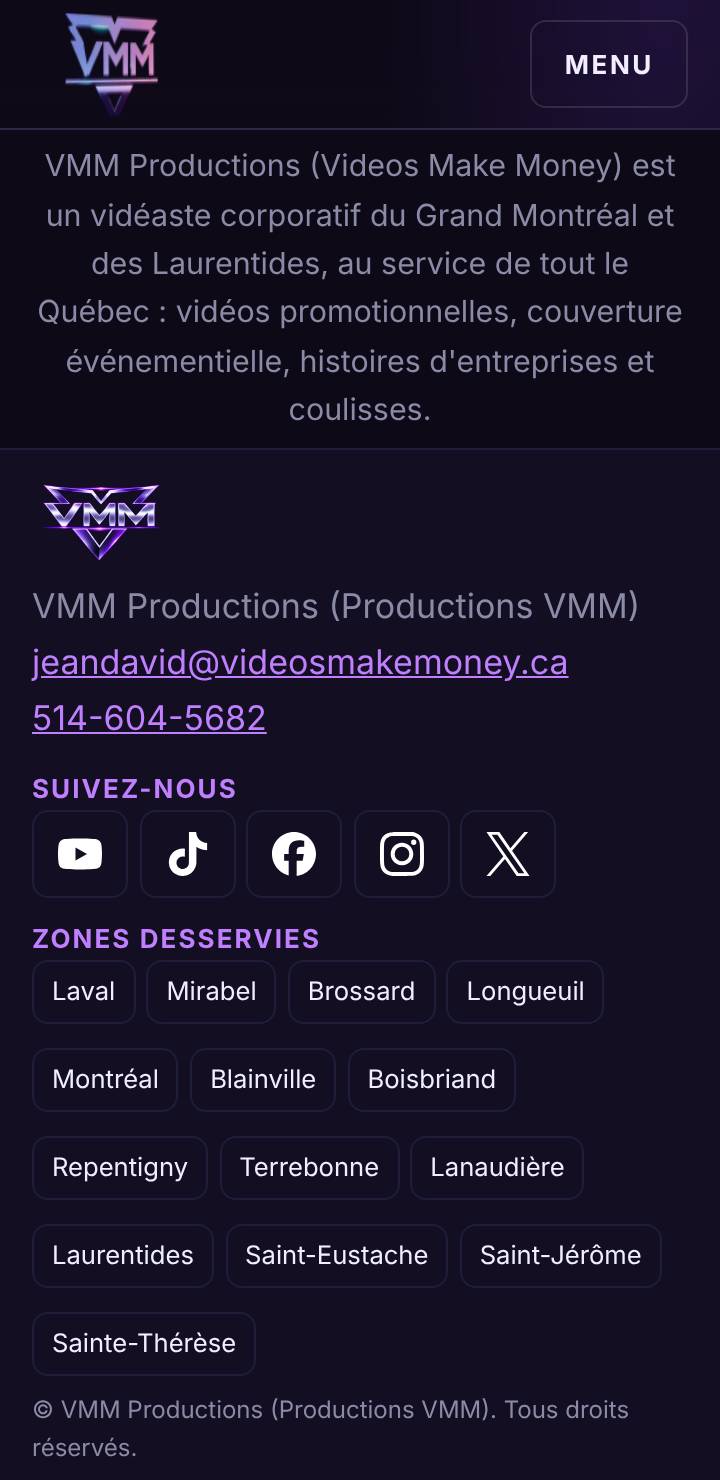 VMM
MENU
VMM Productions (Videos Make Money) est
un vidéaste corporatif du Grand Montréal et
des Laurentides, au service de tout le
Québec : vidéos promotionnelles, couverture
événementielle, histoires d'entreprises et
coulisses.
VMM
VMM Productions (Productions VMM)
jeandavid@videosmakemoney.ca
514-604-5682
SUIVEZ-NOUS
ZONES DESSERVIES
Laval Mirabel Brossard Longueuil
Montréal Blainville Boisbriand
Repentigny Terrebonne Lanaudière
Laurentides Saint-Eustache Saint-Jérôme
Sainte-Thérèse
© VMM Productions (Productions VMM). Tous droits
réservés.